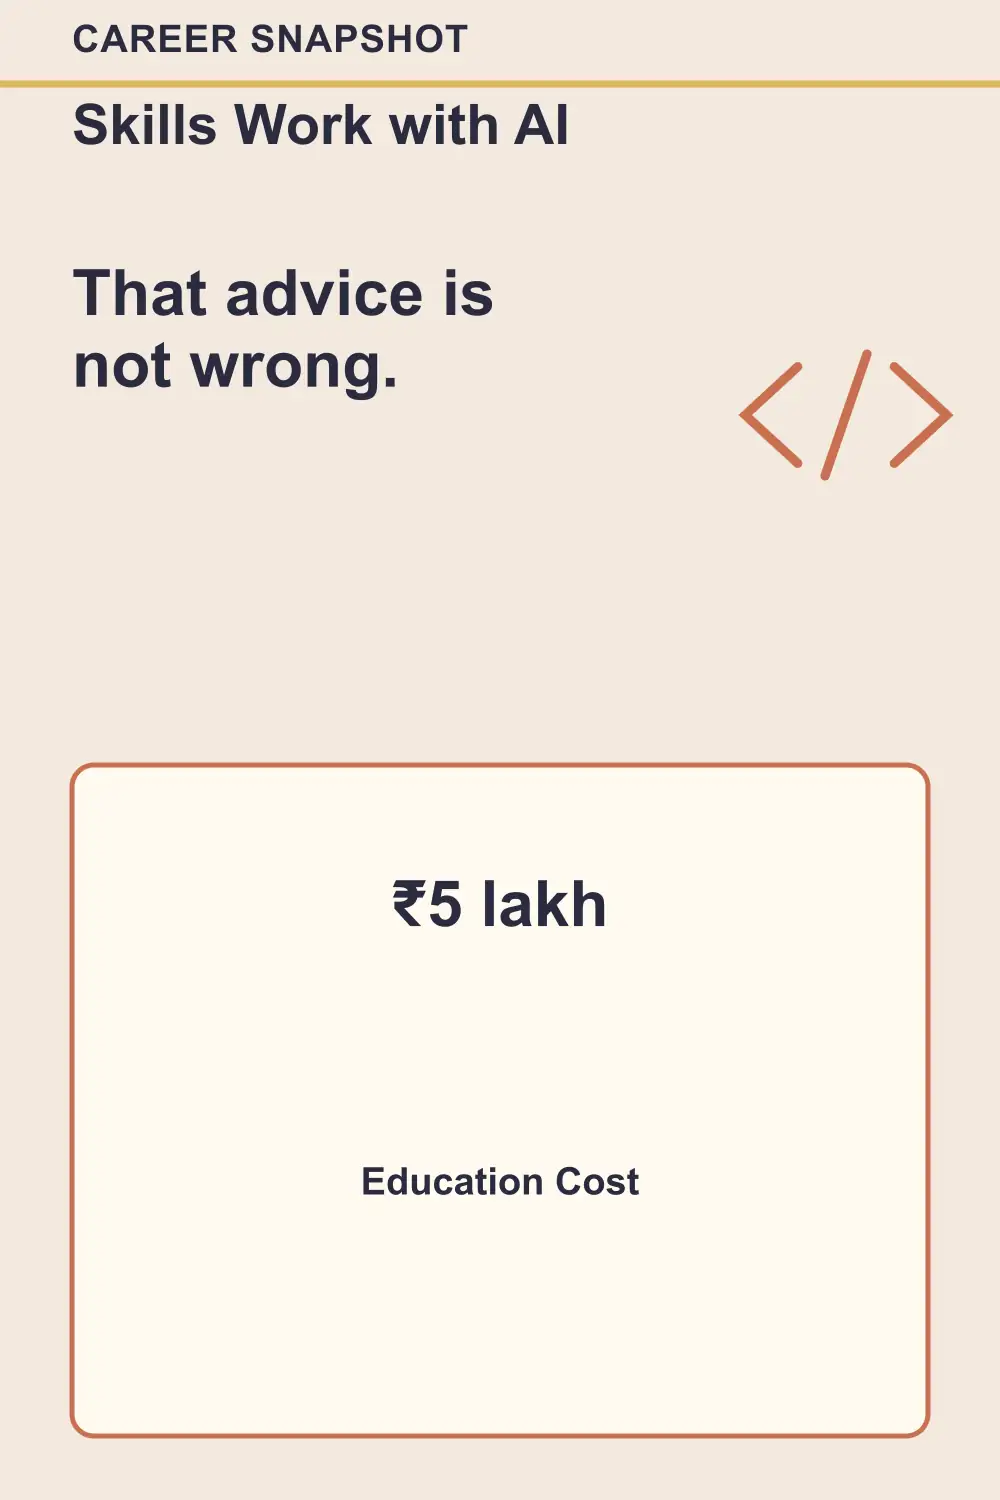 CAREER SNAPSHOT
Skills Work with AI
That advice is
not wrong.
₹5 lakh
Education Cost